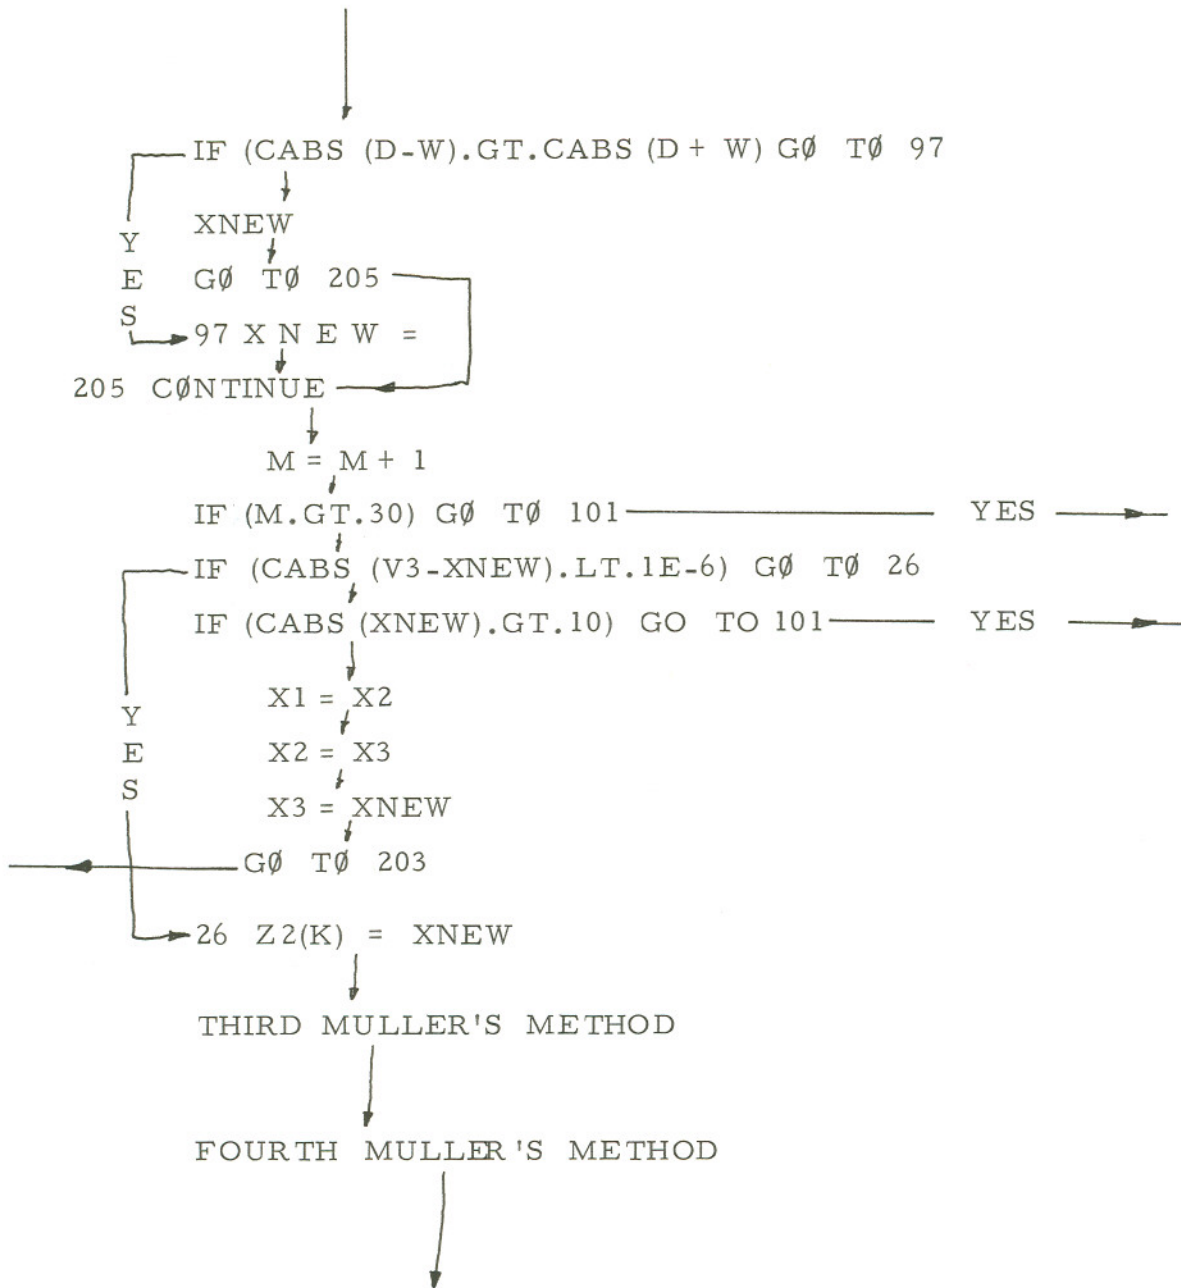 IF (CABS (D-W).GT.CABS (D + W) GØ TØ 97
XNEW
YES
GØ TØ 205
97 X N E W =
205 CØNTINUE
M = M + 1
IF (M.GT.30) GØ TØ 101 YES
IF (CABS (V3-XNEW).LT.1E-6) GØ TØ 26
IF (CABS (XNEW).GT.10) GO TO 101 YES
X1 = X2
YES
X2 = X3
X3 = XNEW
GØ TØ 203
26 Z2(K) = XNEW
THIRD MULLER'S METHOD
FOURTH MULLER'S METHOD